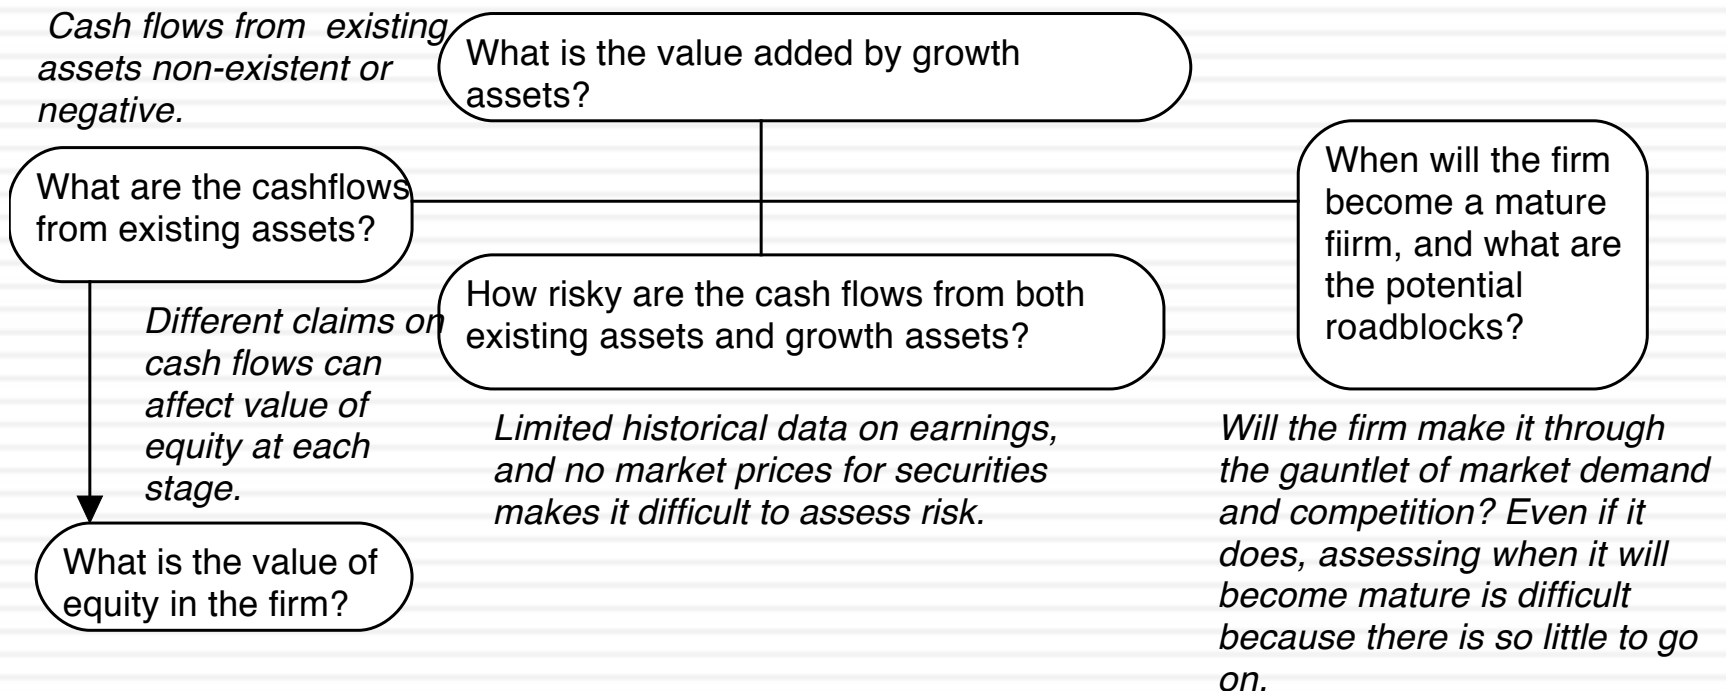 Cash flows from  existing
assets non-existent or
negative.
What is the value added by growth
assets?
What are the cashflows
from existing assets?
When will the firm
become a mature
fiirm, and what are
the potential
roadblocks?
How risky are the cash flows from both
existing assets and growth assets?
Different claims on
cash flows can
affect value of
equity at each
stage.
Limited historical data on earnings,
and no market prices for securities
makes it difficult to assess risk.
Will the firm make it through
the gauntlet of market demand
and competition? Even if it
does, assessing when it will
become mature is difficult
because there is so little to go
on.
What is the value of
equity in the firm?